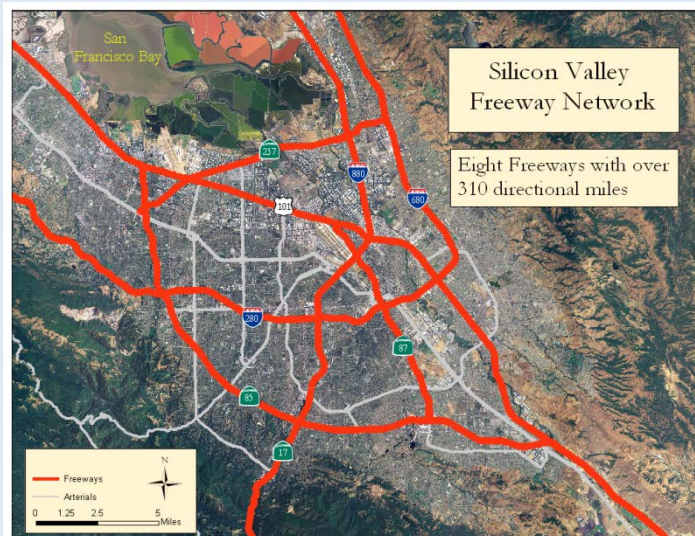 San
Francisco Bay
Silicon Valley
Freeway Network
Eight Freeways with over
310 directional miles
237
880
680
101
280
87
85
17
N
Freeways
Arterials
0 1.25 2.5 5
Miles